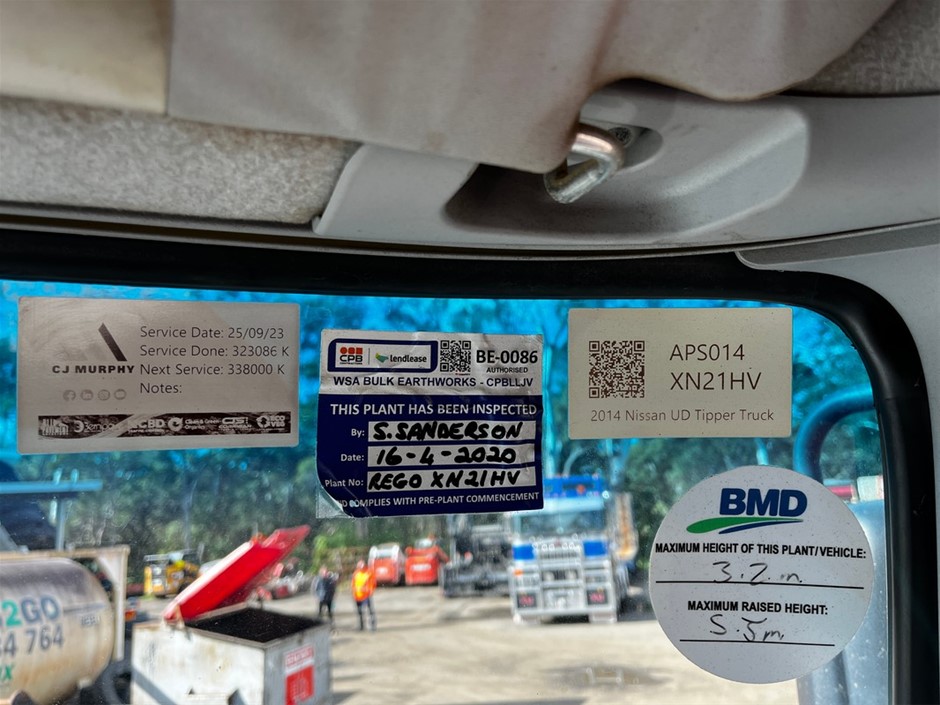 CJ MURPHY
Service Date: 25/09/23
Service Done: 323086 K
Next Service: 338000 K
Notes:
CPB
lendlease
BE-0086
AUTHORISED
WSA BULK EARTHWORKS - CPBLLJV
THIS PLANT HAS BEEN INSPECTED
By: S.SANDERSON
Date: 16-4-2020
Plant No: REGO XN21HV
COMPLIES WITH PRE-PLANT COMMENCEMENT
APS014
XN21HV
2014 Nissan UD Tipper Truck
BMD
MAXIMUM HEIGHT OF THIS PLANT/VEHICLE:
3.2 m
MAXIMUM RAISED HEIGHT:
5.5m
2GO
764